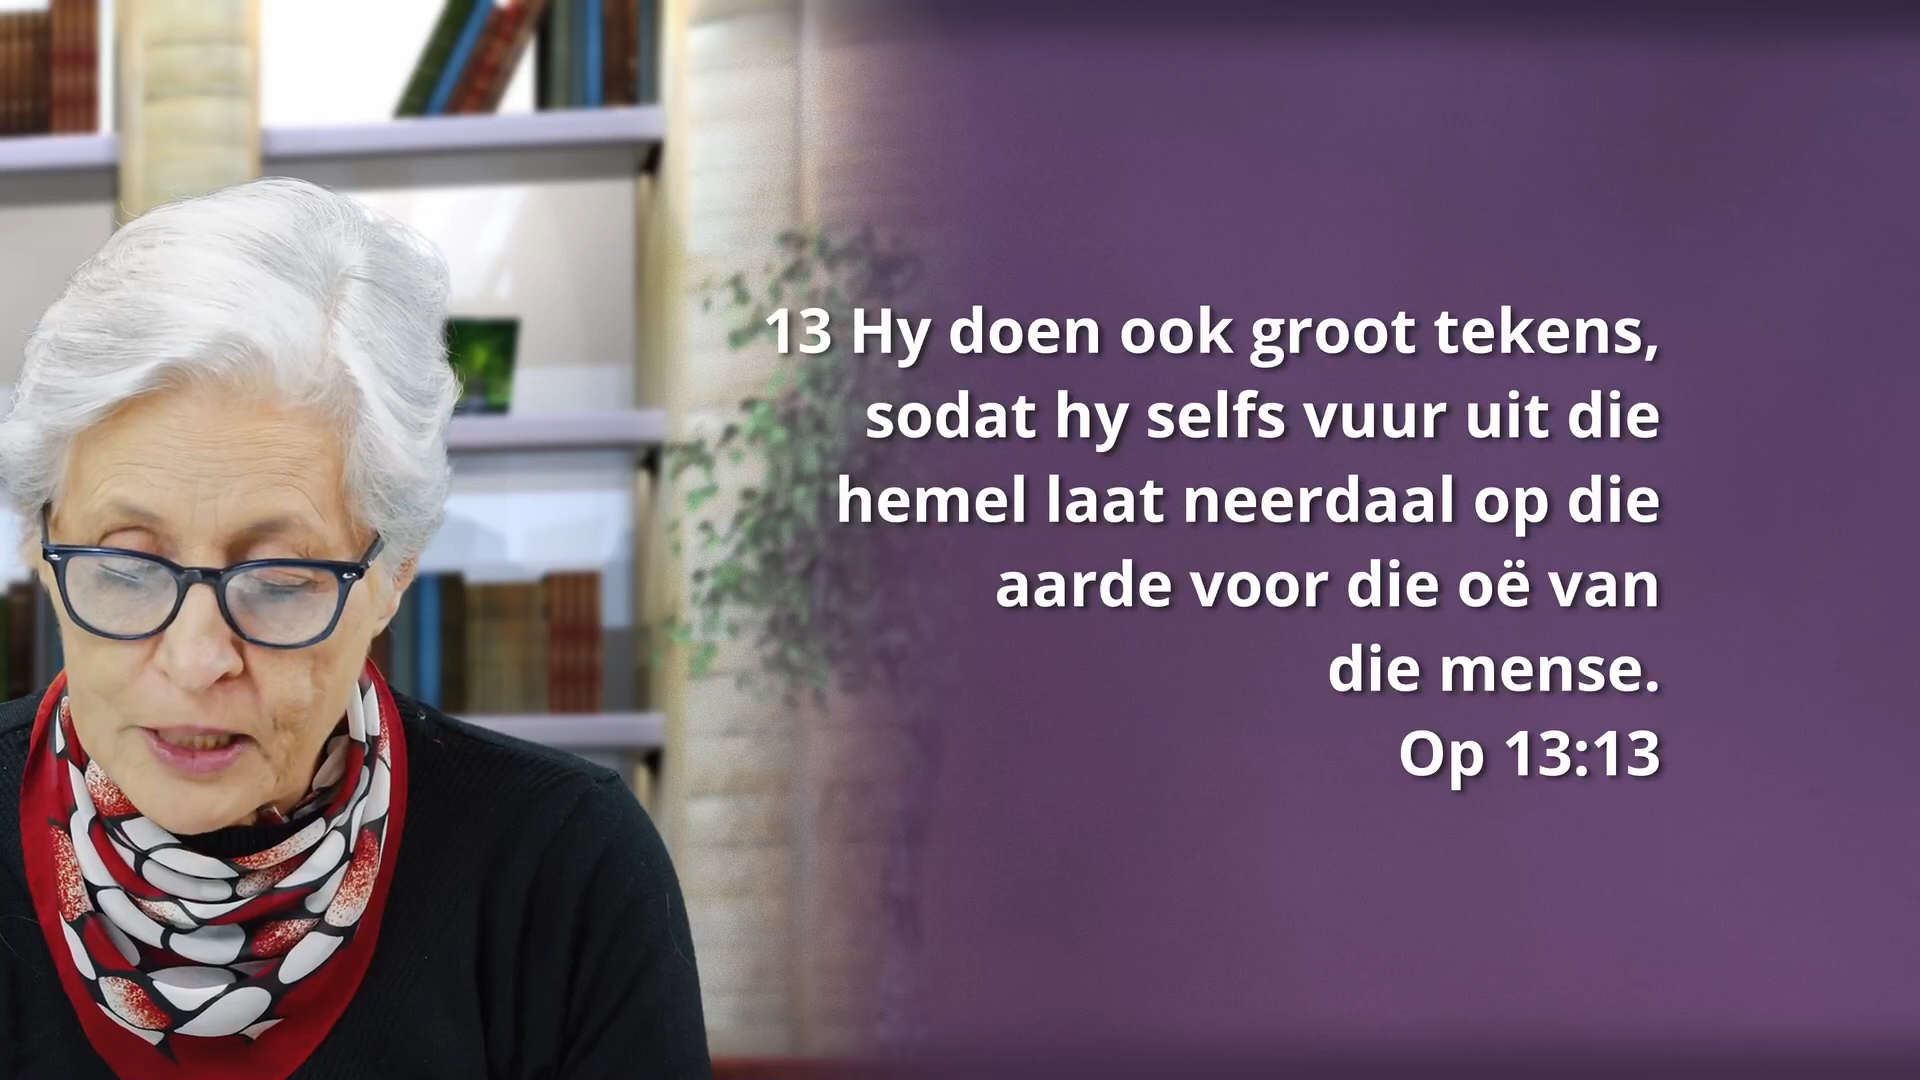 13 Hy doen ook groot tekens,
sodat hy selfs vuur uit die
hemel laat neerdaal op die
aarde voor die oë van
die mense.
Op 13:13